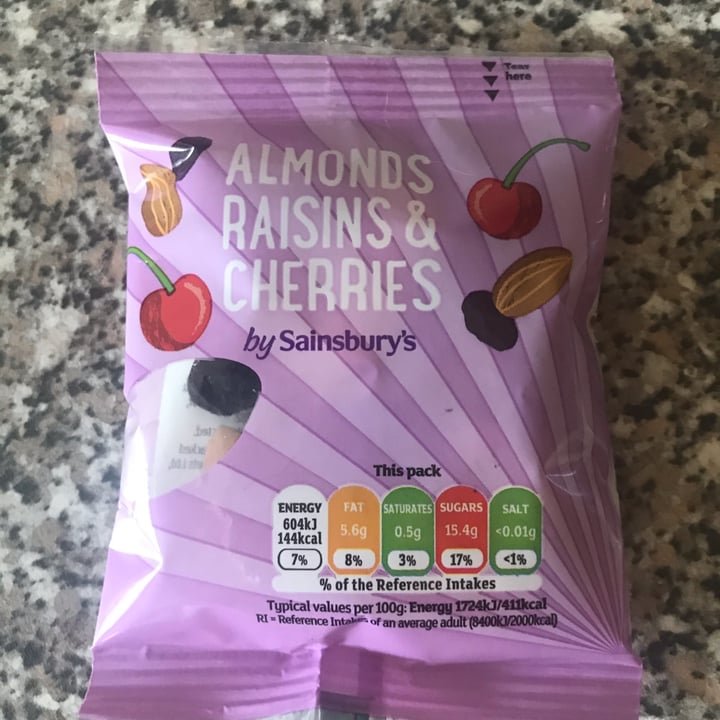 Tear
here
ALMONDS
RAISINS &
CHERRIES
by Sainsbury's
This pack
ENERGY FAT SATURATES SUGARS SALT
604kJ
144kcal 5.6g 0.5g 15.4g <0.01g
7% 8% 3% 17% <1%
% of the Reference Intakes
Typical values per 100g: Energy 1724kJ/411kcal
RI = Reference Intakes of an average adult (8400kJ/2000kcal)